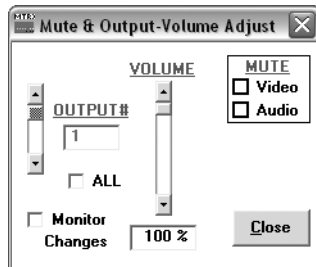 MTRX
Mute & Output-Volume Adjust
VOLUME
MUTE
Video
Audio
OUTPUT#
1
ALL
Monitor
Changes
100 %
Close